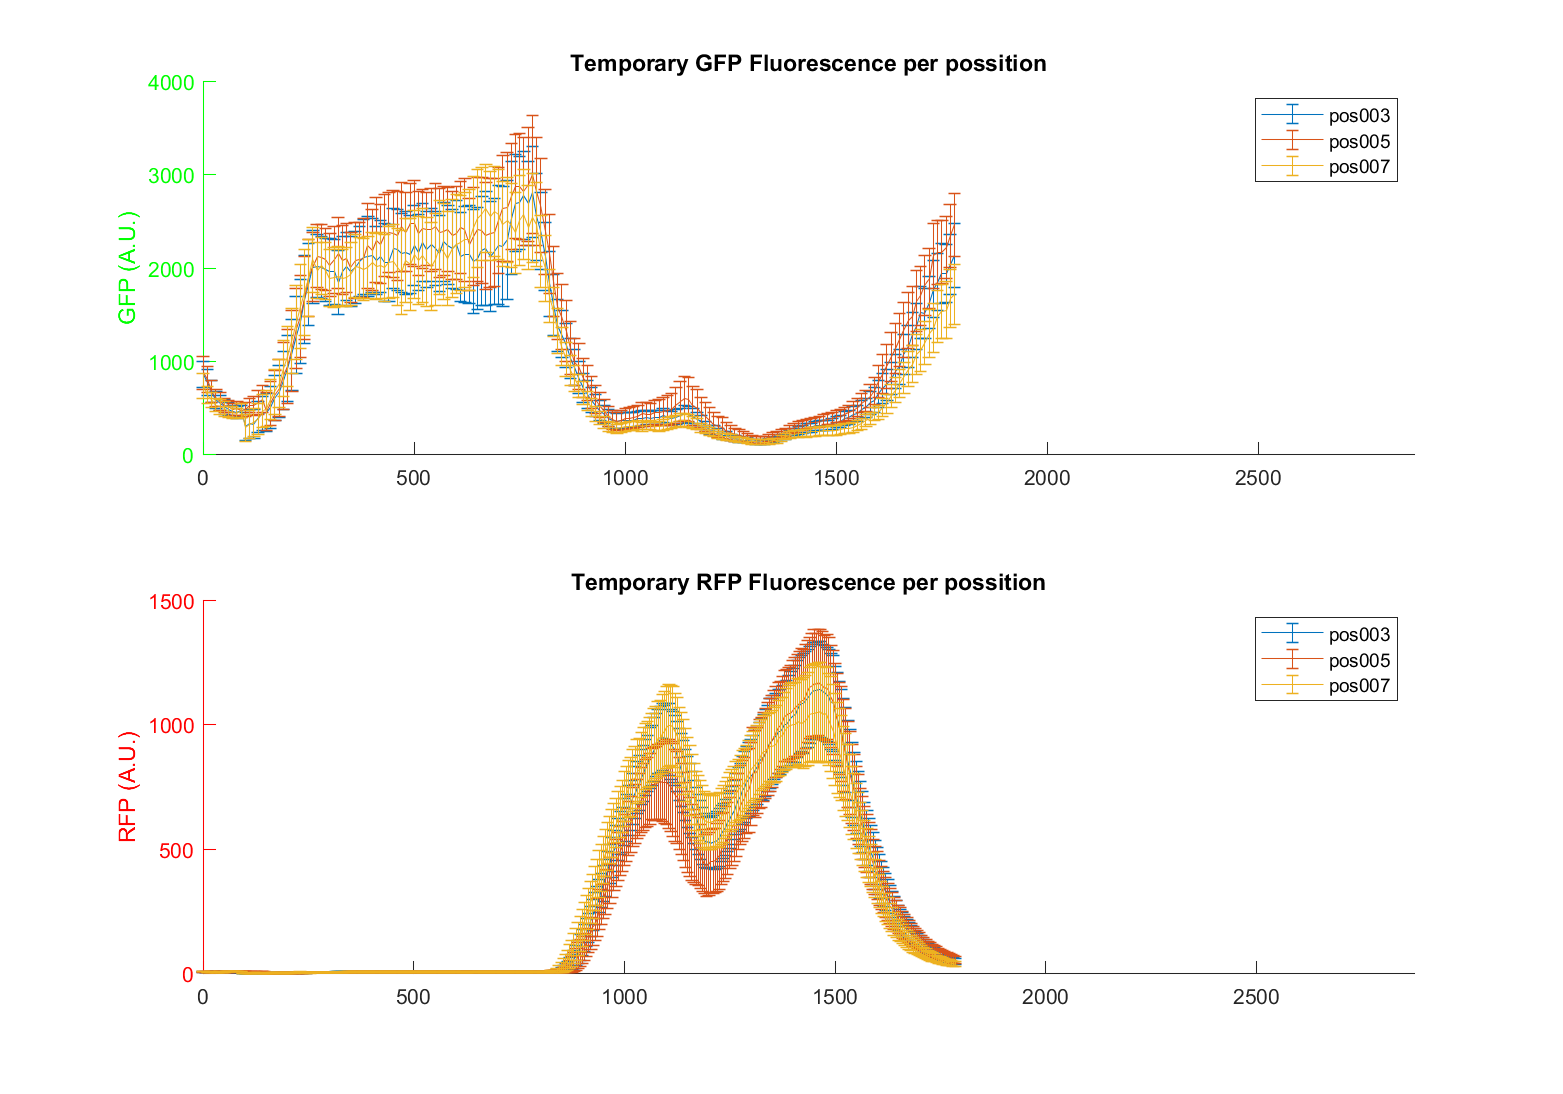 Temporary GFP Fluorescence per possition
4000
3000
2000
1000
0
GFP (A.U.)
0 500 1000 1500 2000 2500
pos003
pos005
pos007
Temporary RFP Fluorescence per possition
1500
1000
500
0
RFP (A.U.)
0 500 1000 1500 2000 2500
pos003
pos005
pos007